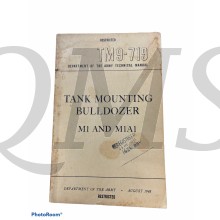 RESTRICTED
TM9-718
DEPARTMENT OF THE ARMY TECHNICAL MANUAL
TANK MOUNTING
BULLDOZER
M1 AND M1A1
QMS
DEPARTMENT OF THE ARMY • AUGUST
RESTRICTED
PhotoRoom